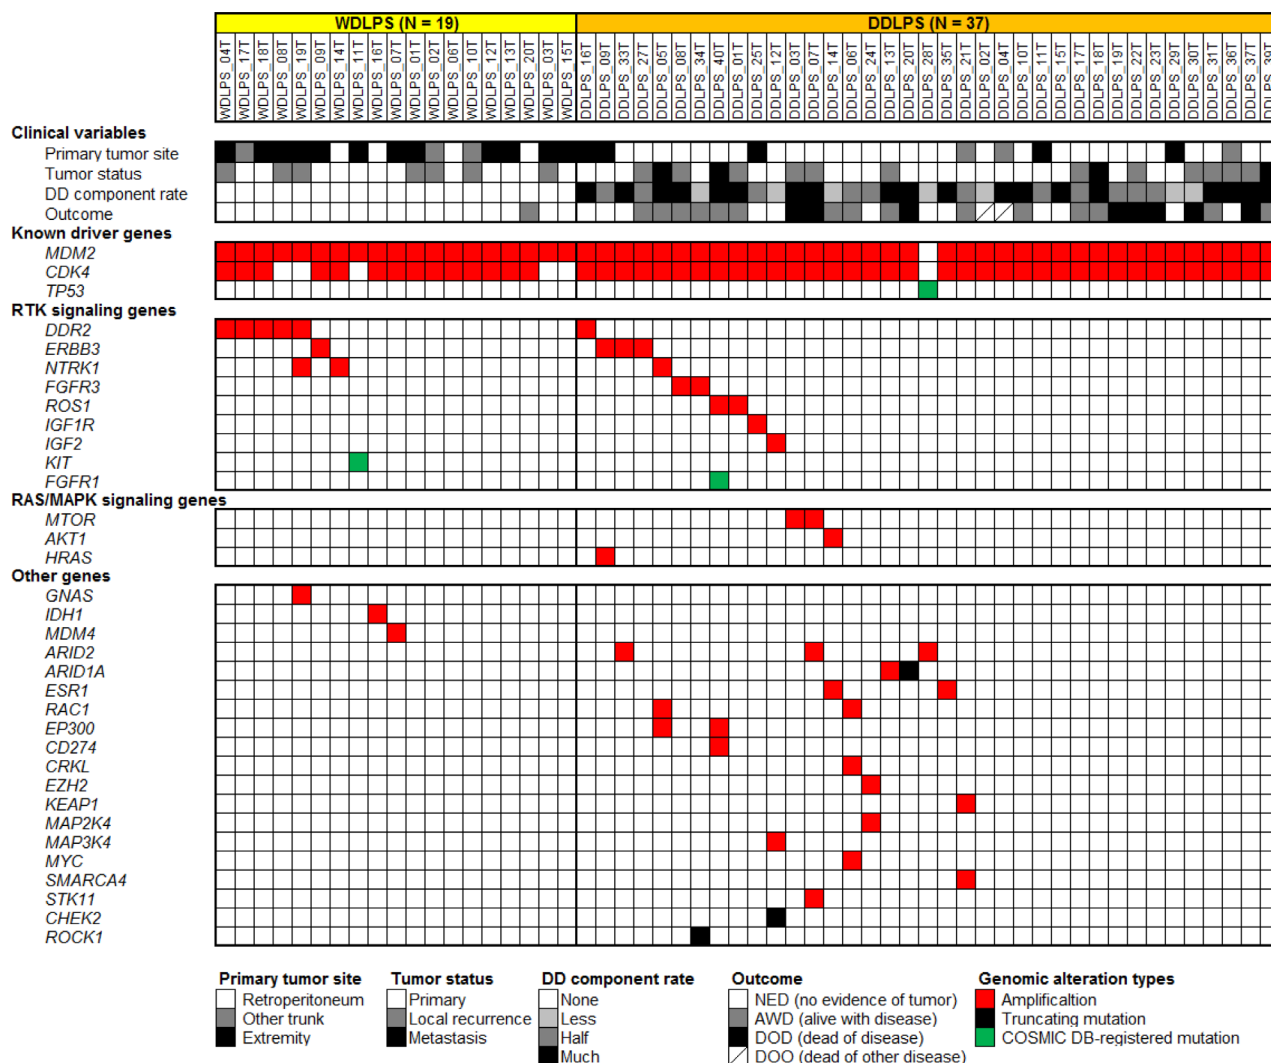 WDLPS (N = 19) DDLPS (N = 37)
WDLPS_04T WDLPS_17T WDLPS_18T WDLPS_08T WDLPS_19T WDLPS_09T WDLPS_14T WDLPS_11T WDLPS_16T WDLPS_07T WDLPS_01T WDLPS_02T WDLPS_06T WDLPS_10T WDLPS_12T WDLPS_13T WDLPS_20T WDLPS_03T WDLPS_15T DDLPS_16T DDLPS_09T DDLPS_33T DDLPS_27T DDLPS_05T DDLPS_08T DDLPS_34T DDLPS_40T DDLPS_01T DDLPS_25T DDLPS_12T DDLPS_03T DDLPS_07T DDLPS_14T DDLPS_06T DDLPS_24T DDLPS_13T DDLPS_20T DDLPS_28T DDLPS_35T DDLPS_21T DDLPS_02T DDLPS_04T DDLPS_10T DDLPS_11T DDLPS_15T DDLPS_17T DDLPS_18T DDLPS_19T DDLPS_22T DDLPS_23T DDLPS_29T DDLPS_30T DDLPS_31T DDLPS_36T DDLPS_37T DDLPS_39T
Clinical variables
Primary tumor site
Tumor status
DD component rate
Outcome
Known driver genes
MDM2
CDK4
TP53
RTK signaling genes
DDR2
ERBB3
NTRK1
FGFR3
ROS1
IGF1R
IGF2
KIT
FGFR1
RAS/MAPK signaling genes
MTOR
AKT1
HRAS
Other genes
GNAS
IDH1
MDM4
ARID2
ARID1A
ESR1
RAC1
EP300
CD274
CRKL
EZH2
KEAP1
MAP2K4
MAP3K4
MYC
SMARCA4
STK11
CHEK2
ROCK1
Primary tumor site Tumor status DD component rate Outcome Genomic alteration types
Retroperitoneum Primary None NED (no evidence of tumor) Amplificaltion
Other trunk Local recurrence Less AWD (alive with disease) Truncating mutation
Extremity Metastasis Half DOD (dead of disease) COSMIC DB-registered mutation
Much DOO (dead of other disease)